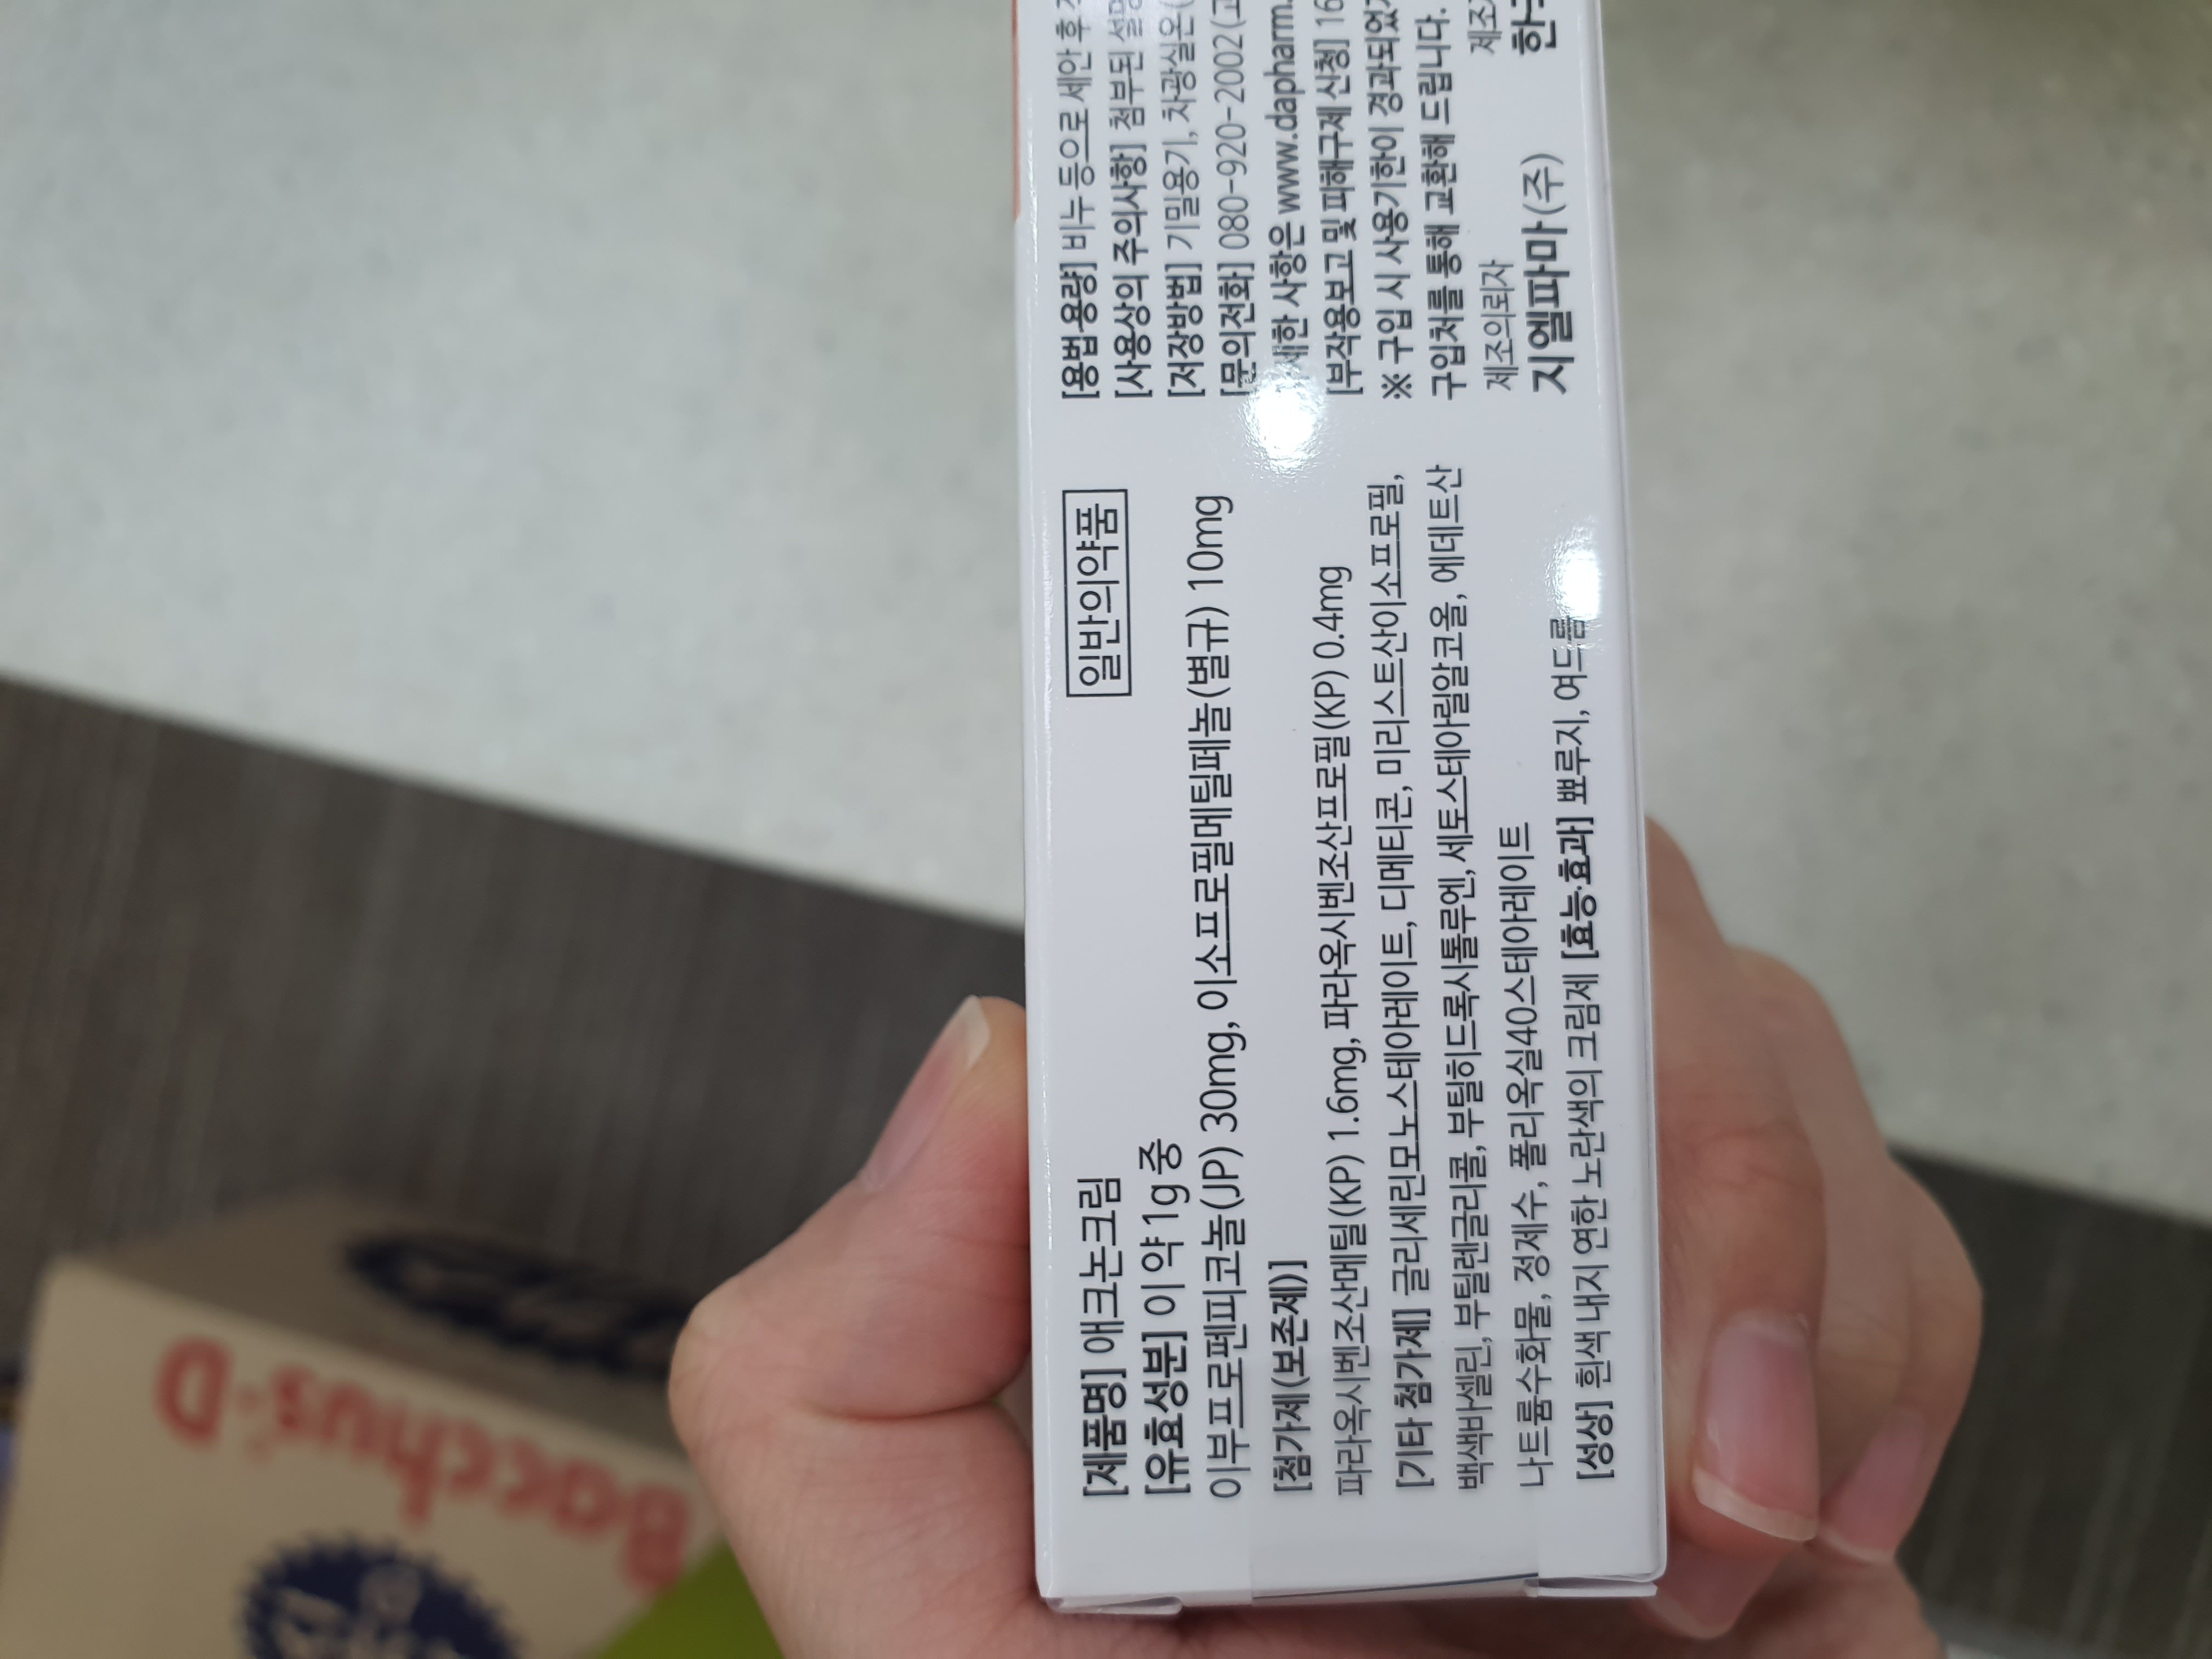 [제품명] 애크논크림
일반의약품
[유효성분] 이 약 1g 중
이부프로펜피코놀(JP) 30mg, 이소프로필메틸페놀(별규) 10mg
[첨가제(보존제)]
파라옥시벤조산메틸(KP) 1.6mg, 파라옥시벤조산프로필(KP) 0.4mg
[기타 첨가제] 글리세린모노스테아레이트, 디메티콘, 미리스트산이소프로필,
백색바셀린, 부틸렌글리콜, 부틸히드록시톨루엔, 세토스테아릴알코올, 에데트산
나트륨수화물, 정제수, 폴리옥실40스테아레이트
[성상] 흰색 내지 연한 노란색의 크림제 [효능·효과] 뾰루지, 여드름
[용법·용량] 비누 등으로 세안 후
[사용상의 주의사항] 첨부된
[저장방법] 기밀용기, 차광실온(
[문의전화] 080-920-2002(
세한 사항은 www.dapharm.
[부작용보고 및 피해구제 신청] 16
※ 구입 시 사용기한이 경과되었
구입처를 통해 교환해 드립니다.
제조의뢰자
제조
지엘파마(주)
Bacchus-D